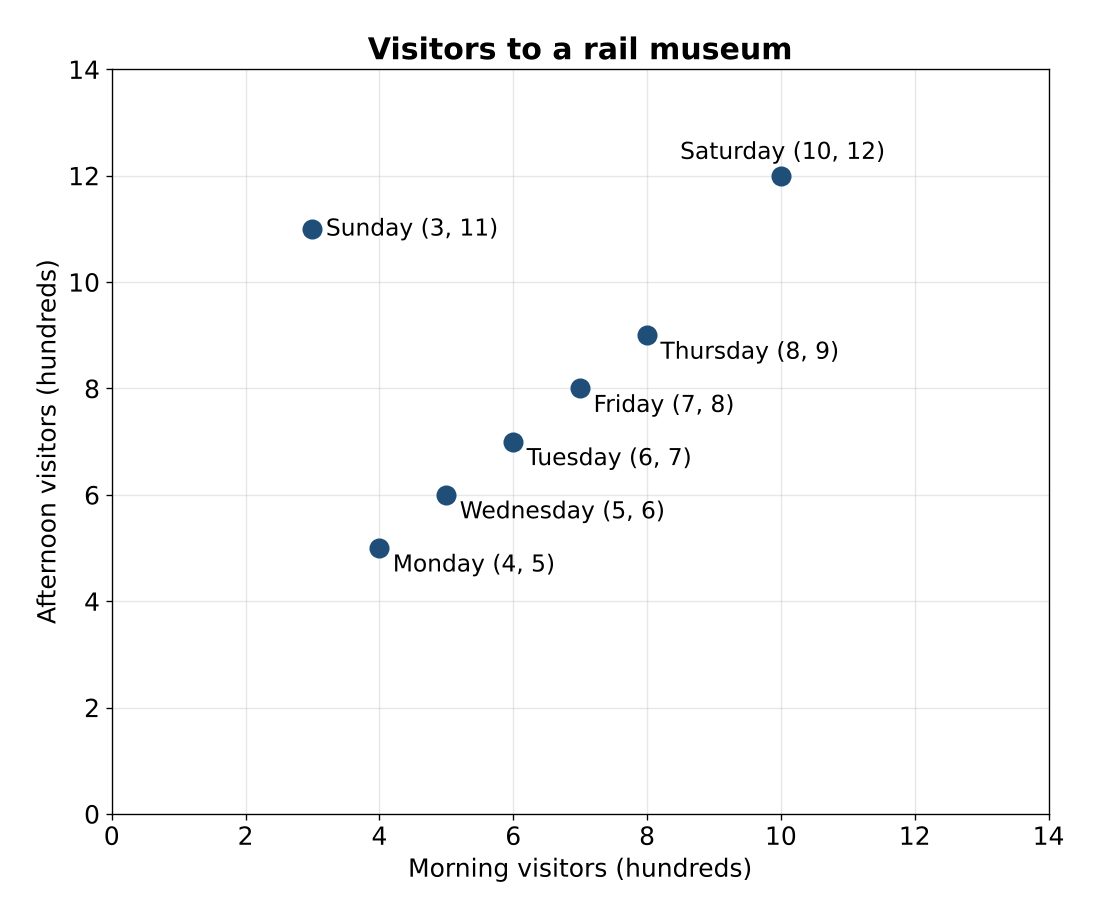 Visitors to a rail museum
14
12
10
8
6
4
2
0
Afternoon visitors (hundreds)
Saturday (10, 12)
Sunday (3, 11)
Thursday (8, 9)
Friday (7, 8)
Tuesday (6, 7)
Wednesday (5, 6)
Monday (4, 5)
0 2 4 6 8 10 12 14
Morning visitors (hundreds)